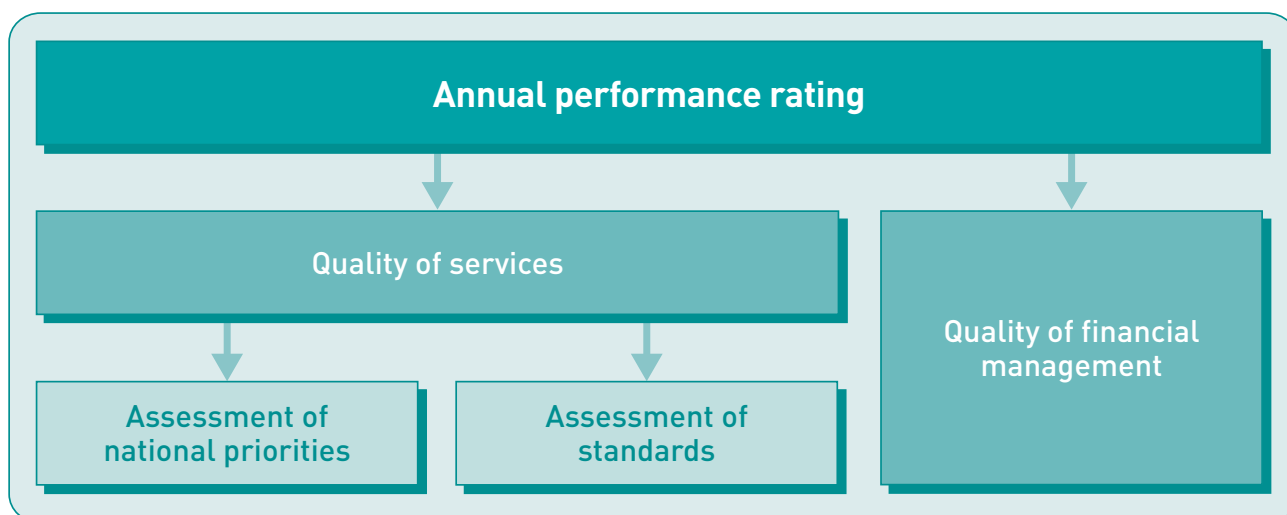 Annual performance rating
Quality of services
Quality of financial
management
Assessment of
national priorities
Assessment of
standards